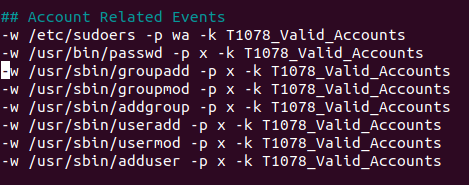 ## Account Related Events
-w /etc/sudoers -p wa -k T1078_Valid_Accounts
-w /usr/bin/passwd -p x -k T1078_Valid_Accounts
-w /usr/sbin/groupadd -p x -k T1078_Valid_Accounts
-w /usr/sbin/groupmod -p x -k T1078_Valid_Accounts
-w /usr/sbin/addgroup -p x -k T1078_Valid_Accounts
-w /usr/sbin/useradd -p x -k T1078_Valid_Accounts
-w /usr/sbin/usermod -p x -k T1078_Valid_Accounts
-w /usr/sbin/adduser -p x -k T1078_Valid_Accounts